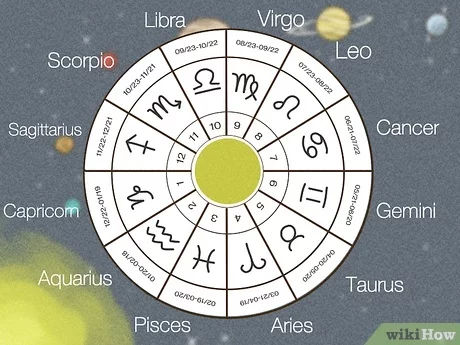 Libra
Virgo
Leo
Scorpio
Cancer
Sagittarius
Gemini
Capricorn
Taurus
Aquarius
Pisces
Aries
09/23-10/22
08/23-09/22
07/23-08/22
06/21-07/22
05/21-06/20
04/20-05/20
03/21-04/19
02/19-03/20
01/20-02/18
12/22-01/19
11/22-12/21
10/23-11/21
10
9
8
7
6
5
4
3
2
1
12
11
wikiHow